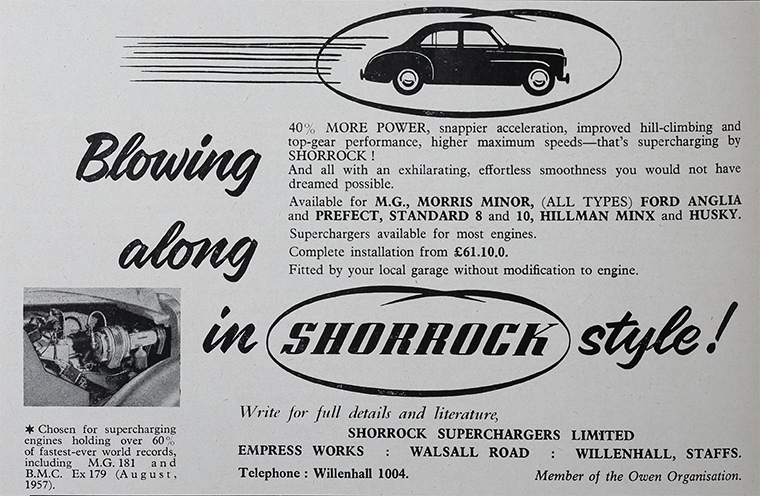 40% MORE POWER, snappier acceleration, improved hill-climbing and
top-gear performance, higher maximum speeds—that's supercharging by
SHORROCK !
And all with an exhilarating, effortless smoothness you would not have
dreamed possible.
Available for M.G., MORRIS MINOR, (ALL TYPES) FORD ANGLIA
and PREFECT, STANDARD 8 and 10, HILLMAN MINX and HUSKY.
Superchargers available for most engines.
Complete installation from £61.10.0.
Fitted by your local garage without modification to engine.
Blowing
along
in SHORROCK style!
* Chosen for supercharging
engines holding over 60%
of fastest-ever world records,
including M.G. 181 and
B.M.C. Ex 179 (August,
1957).
Write for full details and literature,
SHORROCK SUPERCHARGERS LIMITED
EMPRESS WORKS : WALSALL ROAD : WILLENHALL, STAFFS.
Telephone : Willenhall 1004.
Member of the Owen Organisation.